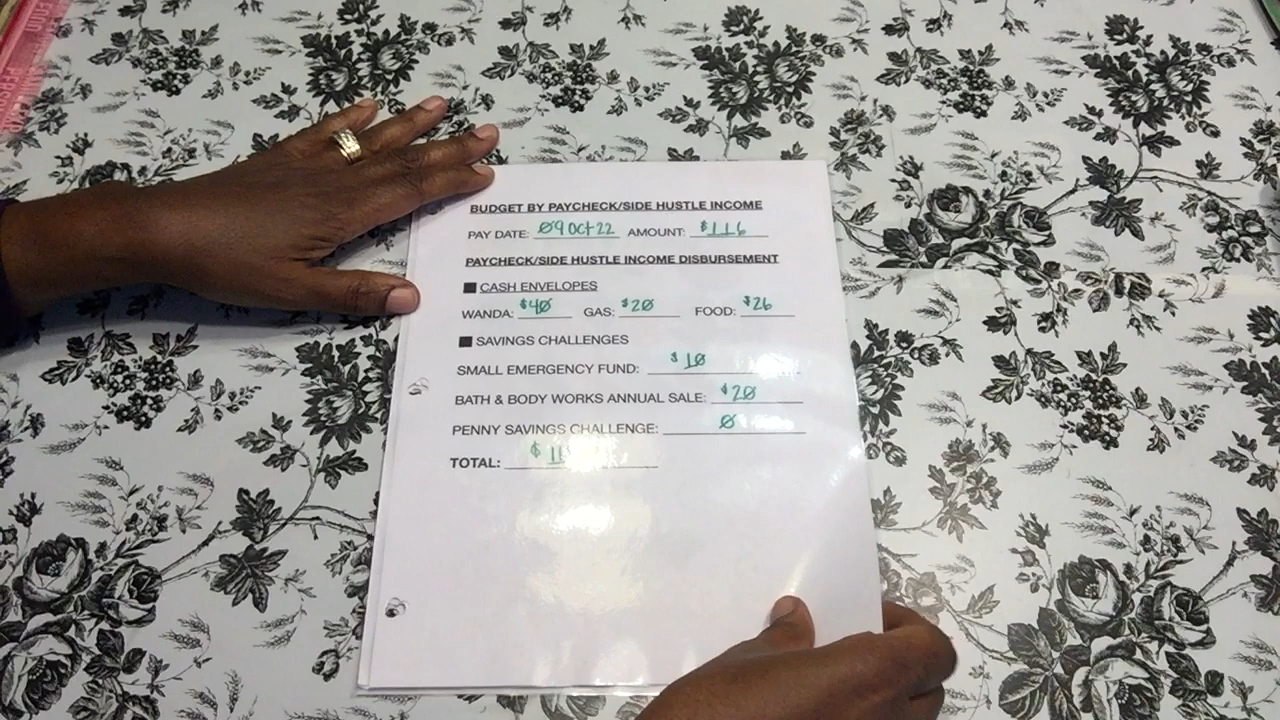 BUDGET BY PAYCHECK/SIDE HUSTLE INCOME
PAY DATE: 09 Oct 22 AMOUNT: $116
PAYCHECK/SIDE HUSTLE INCOME DISBURSEMENT
CASH ENVELOPES
WANDA: $40 GAS: $20 FOOD: $26
SAVINGS CHALLENGES
SMALL EMERGENCY FUND: $10
BATH & BODY WORKS ANNUAL SALE: $20
PENNY SAVINGS CHALLENGE: 0
TOTAL: